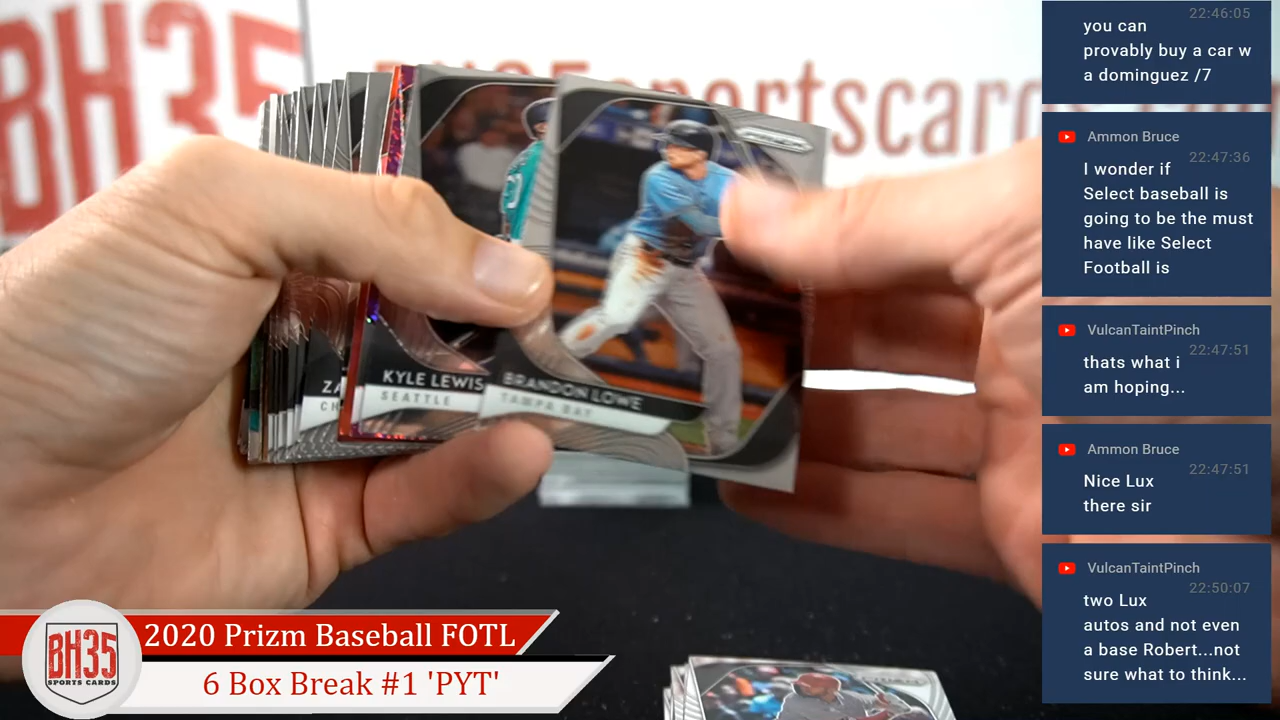 BH35
BH35sportscards
KYLE LEWIS
SEATTLE
BRANDON LOWE
TAMPA BAY
ZA
CH
BH35
SPORTS CARDS
2020 Prizm Baseball FOTL
6 Box Break #1 'PYT'
22:46:05
you can
provably buy a car w
a dominguez /7
Ammon Bruce
22:47:36
I wonder if
Select baseball is
going to be the must
have like Select
Football is
VulcanTaintPinch
22:47:51
thats what i
am hoping...
Ammon Bruce
22:47:51
Nice Lux
there sir
VulcanTaintPinch
22:50:07
two Lux
autos and not even
a base Robert...not
sure what to think...